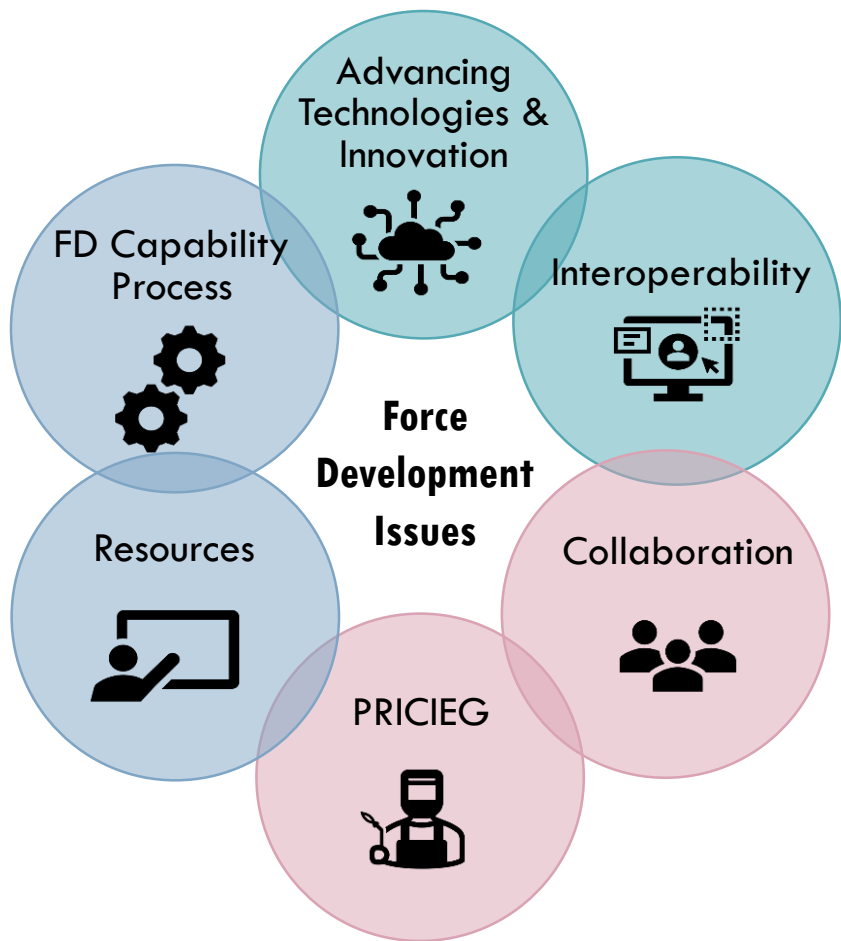 Advancing
Technologies &
Innovation
FD Capability
Process
Interoperability
Force
Development
Issues
Resources
Collaboration
PRICIEG